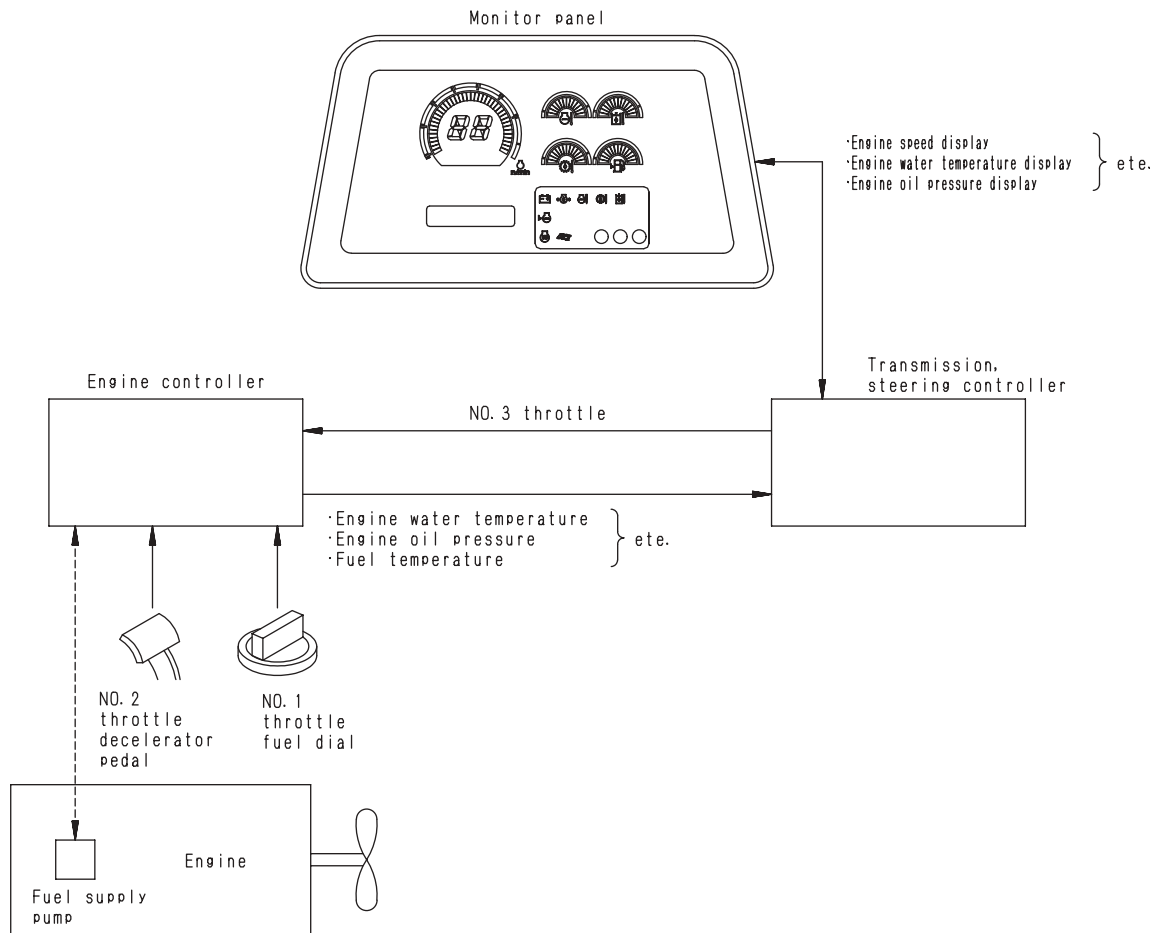 Monitor panel
88
·Engine speed display
·Engine water temperature display
·Engine oil pressure display
ete.
Transmission,
steering controller
Engine controller
NO. 3 throttle
·Engine water temperature
·Engine oil pressure
·Fuel temperature
ete.
NO. 2
throttle
decelerator
pedal
NO. 1
throttle
fuel dial
Engine
Fuel supply
pump